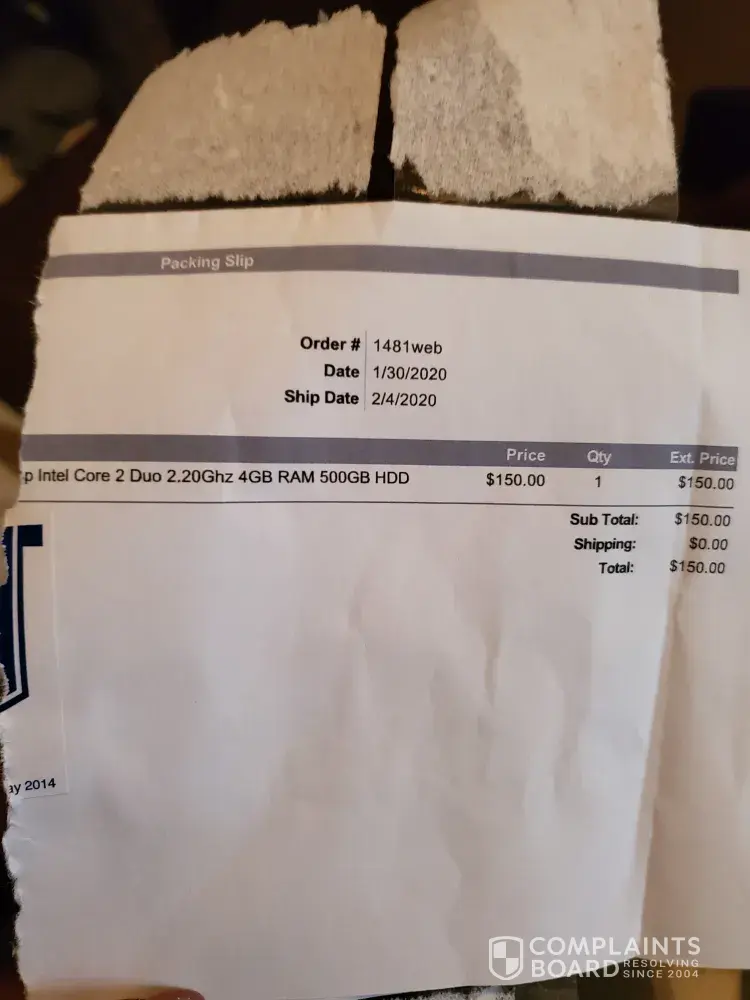 Packing Slip
Order # 1481web
Date 1/30/2020
Ship Date 2/4/2020
Price Qty Ext. Price
Intel Core 2 Duo 2.20Ghz 4GB RAM 500GB HDD $150.00 1 $150.00
Sub Total: $150.00
Shipping: $0.00
Total: $150.00
2014
COMPLAINTS
BOARD RESOLVING
SINCE 2004